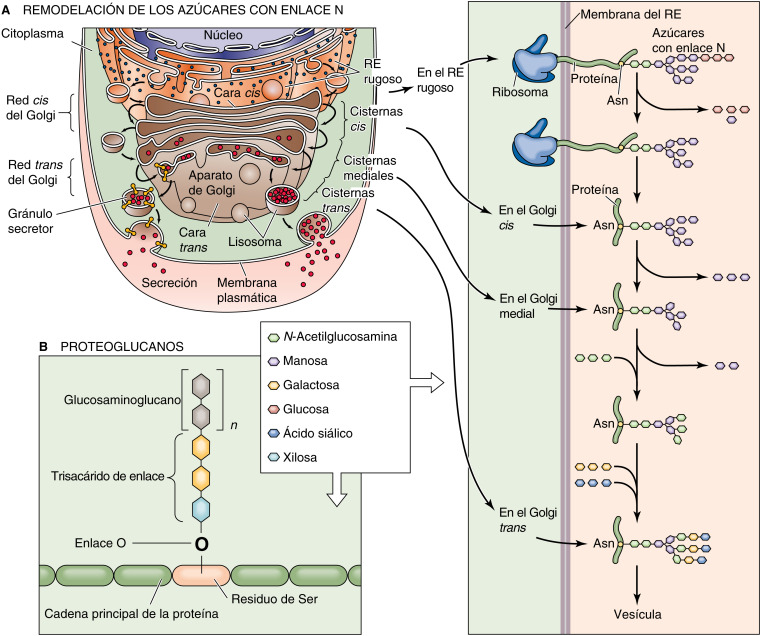 A REMODELACIÓN DE LOS AZÚCARES CON ENLACE N
Citoplasma
Núcleo
RE
rugoso
Cara cis
Red cis
del Golgi
Cisternas
cis
Red trans
del Golgi
Cisternas
mediales
Aparato
de Golgi
Cisternas
trans
Gránulo
secretor
Cara
trans
Lisosoma
Secreción
Membrana
plasmática
En el RE
rugoso
Membrana del RE
Azúcares
con enlace N
Ribosoma
Proteína
Asn
Proteína
En el Golgi
cis
Asn
En el Golgi
medial
Asn
Asn
En el Golgi
trans
Asn
Vesícula
B PROTEOGLUCANOS
Glucosaminoglucano
n
Trisacárido de enlace
Enlace O
O
Residuo de Ser
Cadena principal de la proteína
N-Acetilglucosamina
Manosa
Galactosa
Glucosa
Ácido siálico
Xilosa